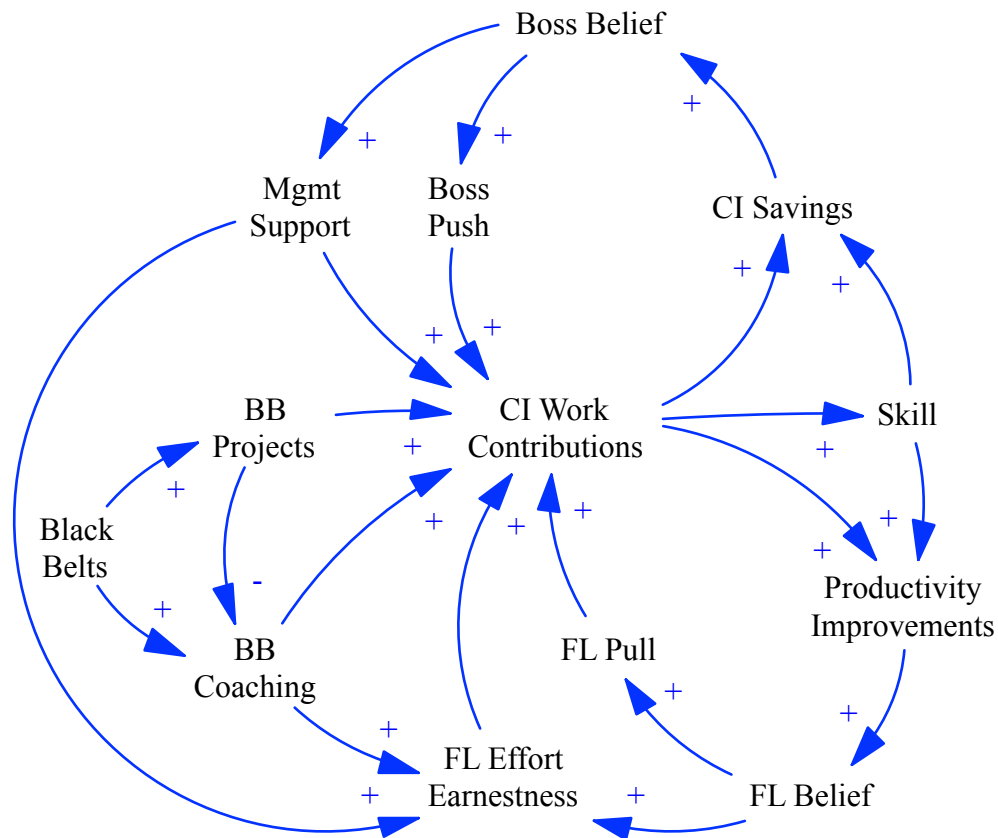 Boss Belief
+
+
+
Mgmt
Support
Boss
Push
CI Savings
+
+
+
+
BB
Projects
CI Work
Contributions
Skill
+
+
+
+
+
+
+
+
Black
Belts
-
+
BB
Coaching
FL Pull
Productivity
Improvements
+
+
+
FL Effort
Earnestness
FL Belief
+
+